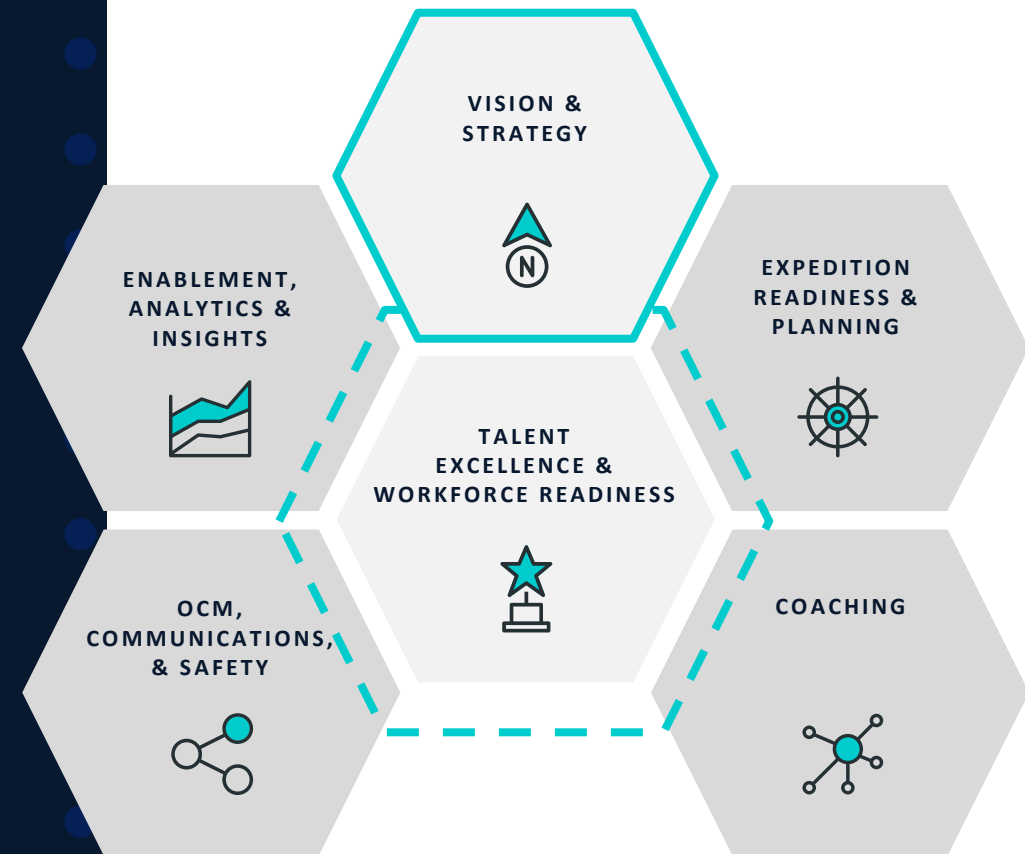 VISION &
STRATEGY
N
ENABLEMENT,
ANALYTICS &
INSIGHTS
EXPEDITION
READINESS &
PLANNING
TALENT
EXCELLENCE &
WORKFORCE READINESS
OCM,
COMMUNICATIONS,
& SAFETY
COACHING